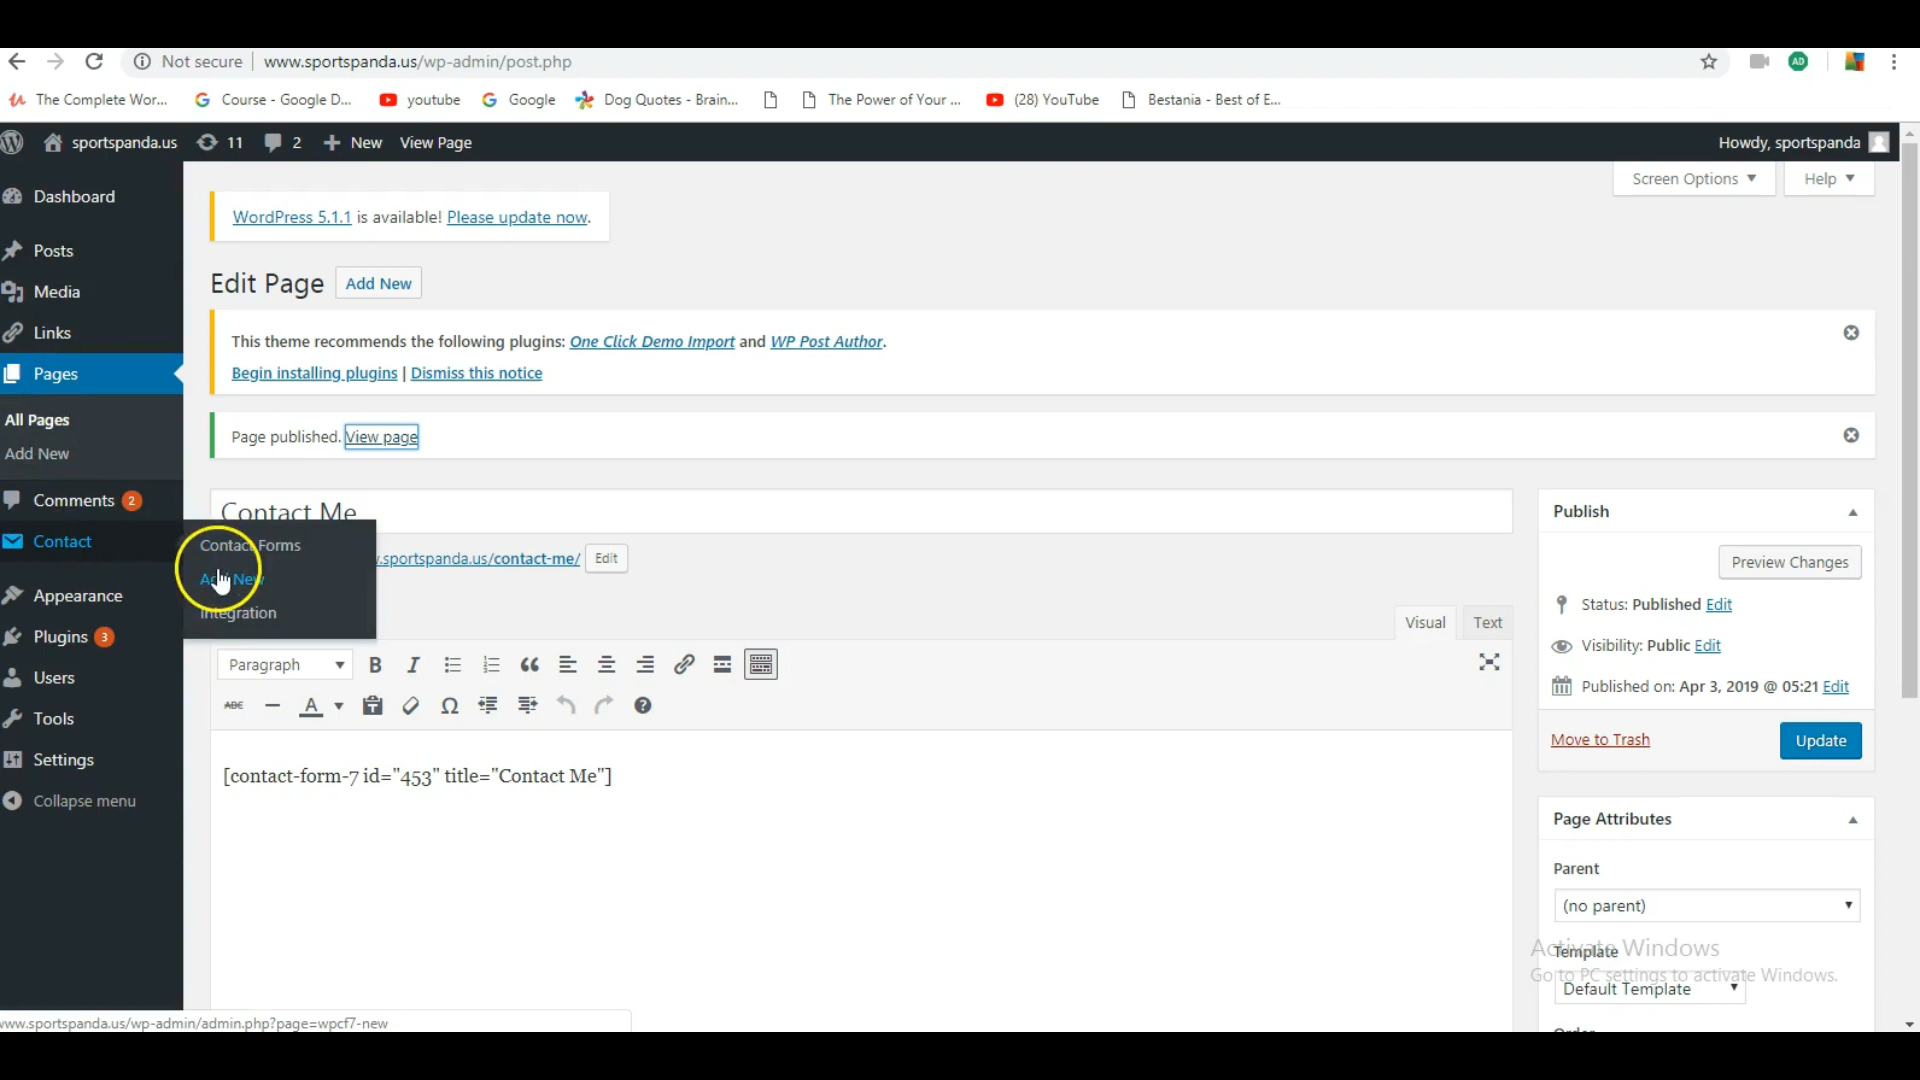 Not secure | www.sportspanda.us/wp-admin/post.php
The Complete Wor... Course - Google D... youtube Google Dog Quotes - Brain... The Power of Your ... (28) YouTube Bestania - Best of E...
sportspanda.us 11 2 + New View Page Howdy, sportspanda
Screen Options Help
Dashboard
Posts
Media
Links
Pages
All Pages
Add New
Comments 2
Contact
Appearance
Plugins 3
Users
Tools
Settings
Collapse menu
Contact Forms
Add New
Integration
WordPress 5.1.1 is available! Please update now.
Edit Page Add New
This theme recommends the following plugins: One Click Demo Import and WP Post Author.
Begin installing plugins | Dismiss this notice
Page published. View page
Contact Me
.sportspanda.us/contact-me/ Edit
Visual Text
Paragraph B I
ABC A Ω
[contact-form-7 id="453" title="Contact Me"]
Publish
Preview Changes
Status: Published Edit
Visibility: Public Edit
Published on: Apr 3, 2019 @ 05:21 Edit
Move to Trash Update
Page Attributes
Parent
(no parent)
Template
Default Template
Activate Windows
Go to PC settings to activate Windows.
www.sportspanda.us/wp-admin/admin.php?page=wpcf7-new